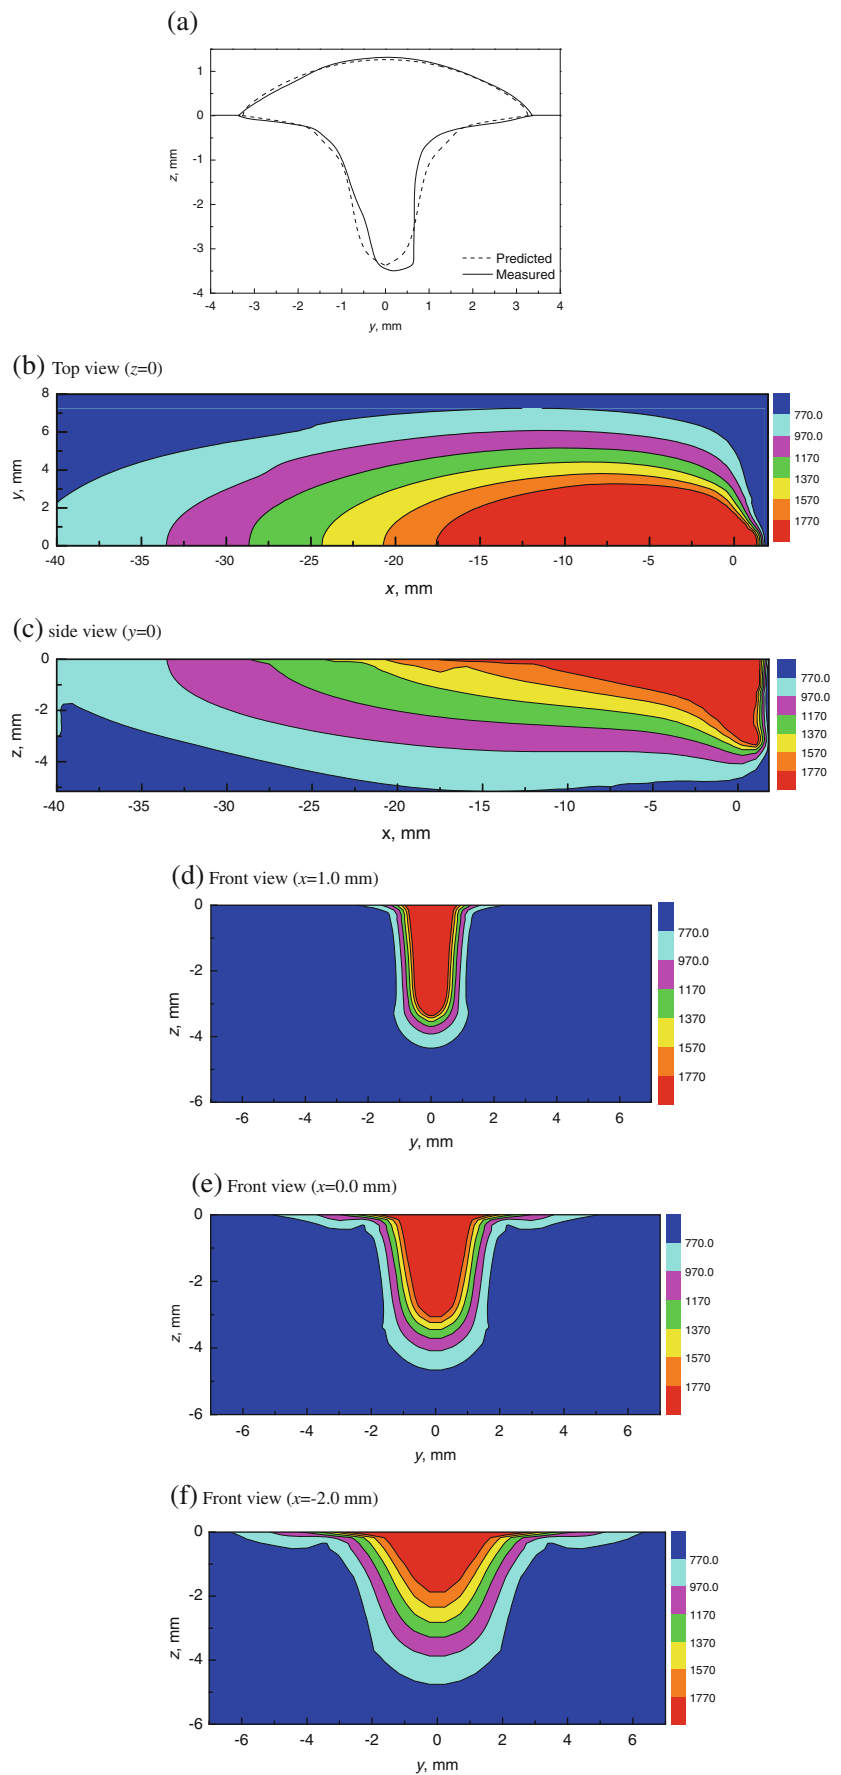 (a)
1
0
-1
-2
-3
-4
z, mm
Predicted
Measured
-4 -3 -2 -1 0 1 2 3 4
y, mm
(b) Top view (z=0)
8
6
4
2
0
y, mm
770.0
970.0
1170
1370
1570
1770
-40 -35 -30 -25 -20 -15 -10 -5 0
x, mm
(c) side view (y=0)
0
-2
-4
z, mm
770.0
970.0
1170
1370
1570
1770
-40 -35 -30 -25 -20 -15 -10 -5 0
x, mm
(d) Front view (x=1.0 mm)
0
-2
-4
-6
z, mm
770.0
970.0
1170
1370
1570
1770
-6 -4 -2 0 2 4 6
y, mm
(e) Front view (x=0.0 mm)
0
-2
-4
-6
z, mm
770.0
970.0
1170
1370
1570
1770
-6 -4 -2 0 2 4 6
y, mm
(f) Front view (x=-2.0 mm)
0
-2
-4
-6
z, mm
770.0
970.0
1170
1370
1570
1770
-6 -4 -2 0 2 4 6
y, mm